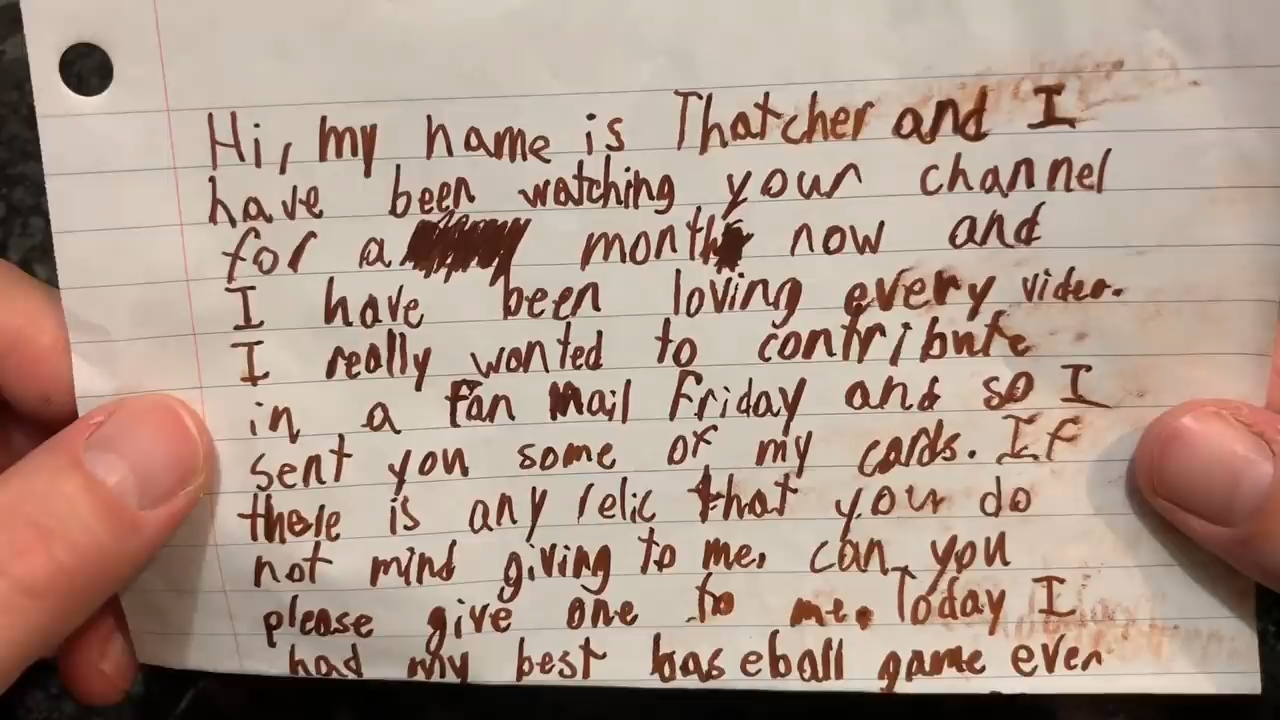 Hi, my name is Thatcher and I
have been watching your channel
for a month now and
I have been loving every video.
I really wanted to contribute
in a fan Mail Friday and so I
sent you some of my cards. If
there is any relic that you do
not mind giving to me. can you
please give one to me. Today I
had my best baseball game ever